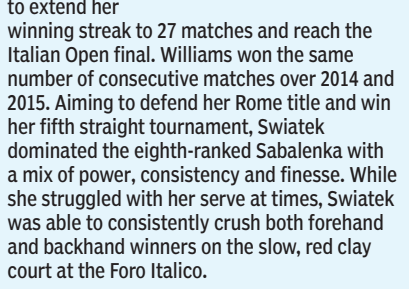 to extend her
winning streak to 27 matches and reach the
Italian Open final. Williams won the same
number of consecutive matches over 2014 and
2015. Aiming to defend her Rome title and win
her fifth straight tournament, Swiatek
dominated the eighth-ranked Sabalenka with
a mix of power, consistency and finesse. While
she struggled with her serve at times, Swiatek
was able to consistently crush both forehand
and backhand winners on the slow, red clay
court at the Foro Italico.